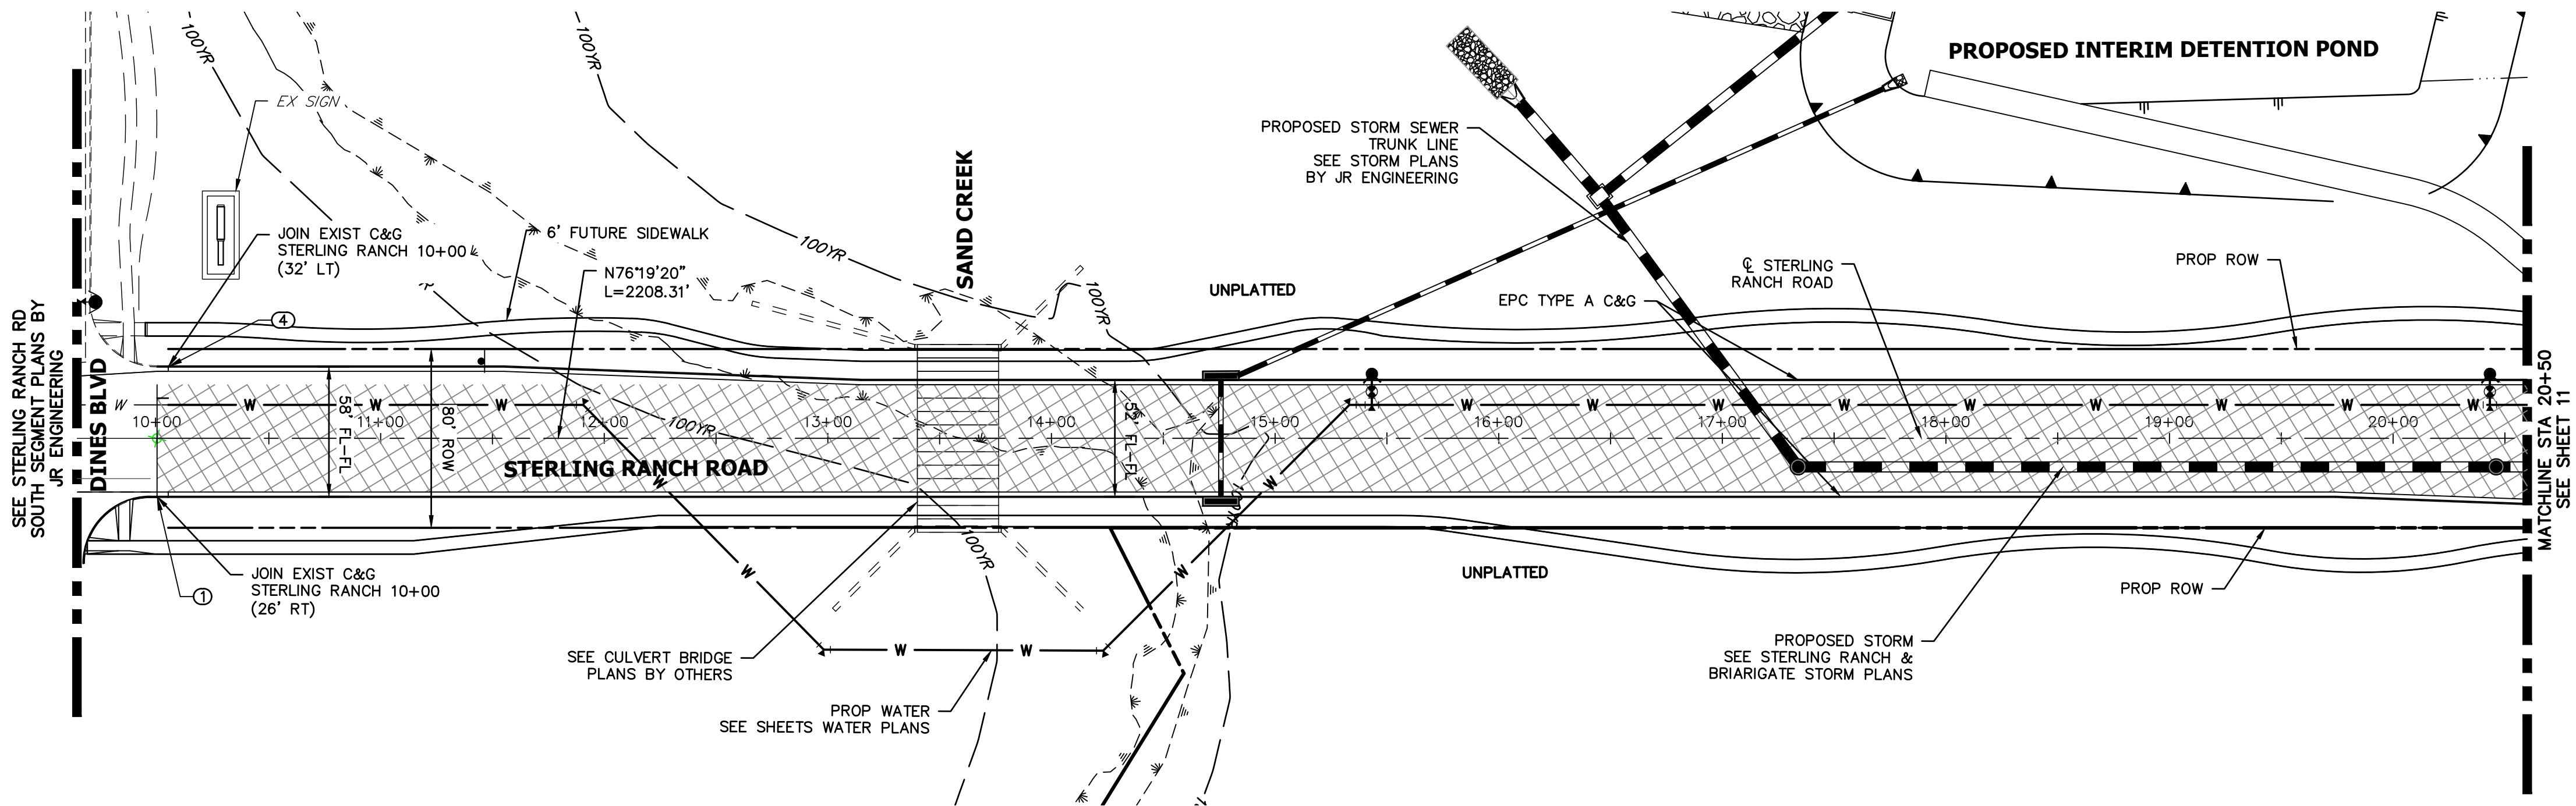 100YR
100YR
PROPOSED INTERIM DETENTION POND
EX SIGN
PROPOSED STORM SEWER
TRUNK LINE
SEE STORM PLANS
BY JR ENGINEERING
SAND CREEK
JOIN EXIST C&G
STERLING RANCH 10+00
(32' LT)
6' FUTURE SIDEWALK
100YR
N76°19'20"
L=2208.31'
UNPLATTED
100YR
℄ STERLING
RANCH ROAD
PROP ROW
EPC TYPE A C&G
4
SEE STERLING RANCH RD
SOUTH SEGMENT PLANS BY
JR ENGINEERING
DINES BLVD
W
W
W
W
W
W
W
W
W
W
W
W
W
10+00
11+00
12+00
13+00
14+00
15+00
16+00
17+00
18+00
19+00
20+00
58' FL-FL
80' ROW
100YR
52' FL-FL
STERLING RANCH ROAD
W
W
MATCHLINE STA 20+50
SEE SHEET 11
100YR
JOIN EXIST C&G
STERLING RANCH 10+00
(26' RT)
1
W
W
UNPLATTED
PROP ROW
W
W
SEE CULVERT BRIDGE
PLANS BY OTHERS
PROPOSED STORM
SEE STERLING RANCH &
BRIARIGATE STORM PLANS
PROP WATER
SEE SHEETS WATER PLANS